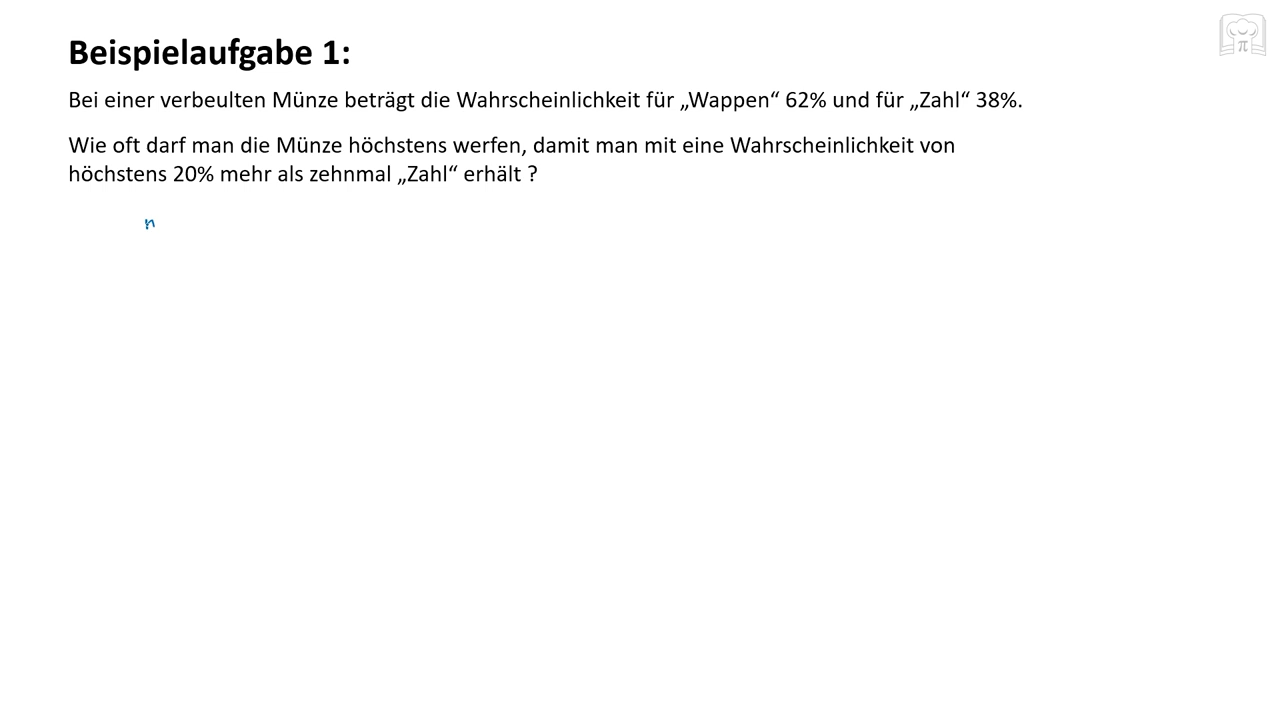 Beispielaufgabe 1:
Bei einer verbeulten Münze beträgt die Wahrscheinlichkeit für „Wappen“ 62% und für „Zahl“ 38%.
Wie oft darf man die Münze höchstens werfen, damit man mit eine Wahrscheinlichkeit von
höchstens 20% mehr als zehnmal „Zahl“ erhält ?
n
π